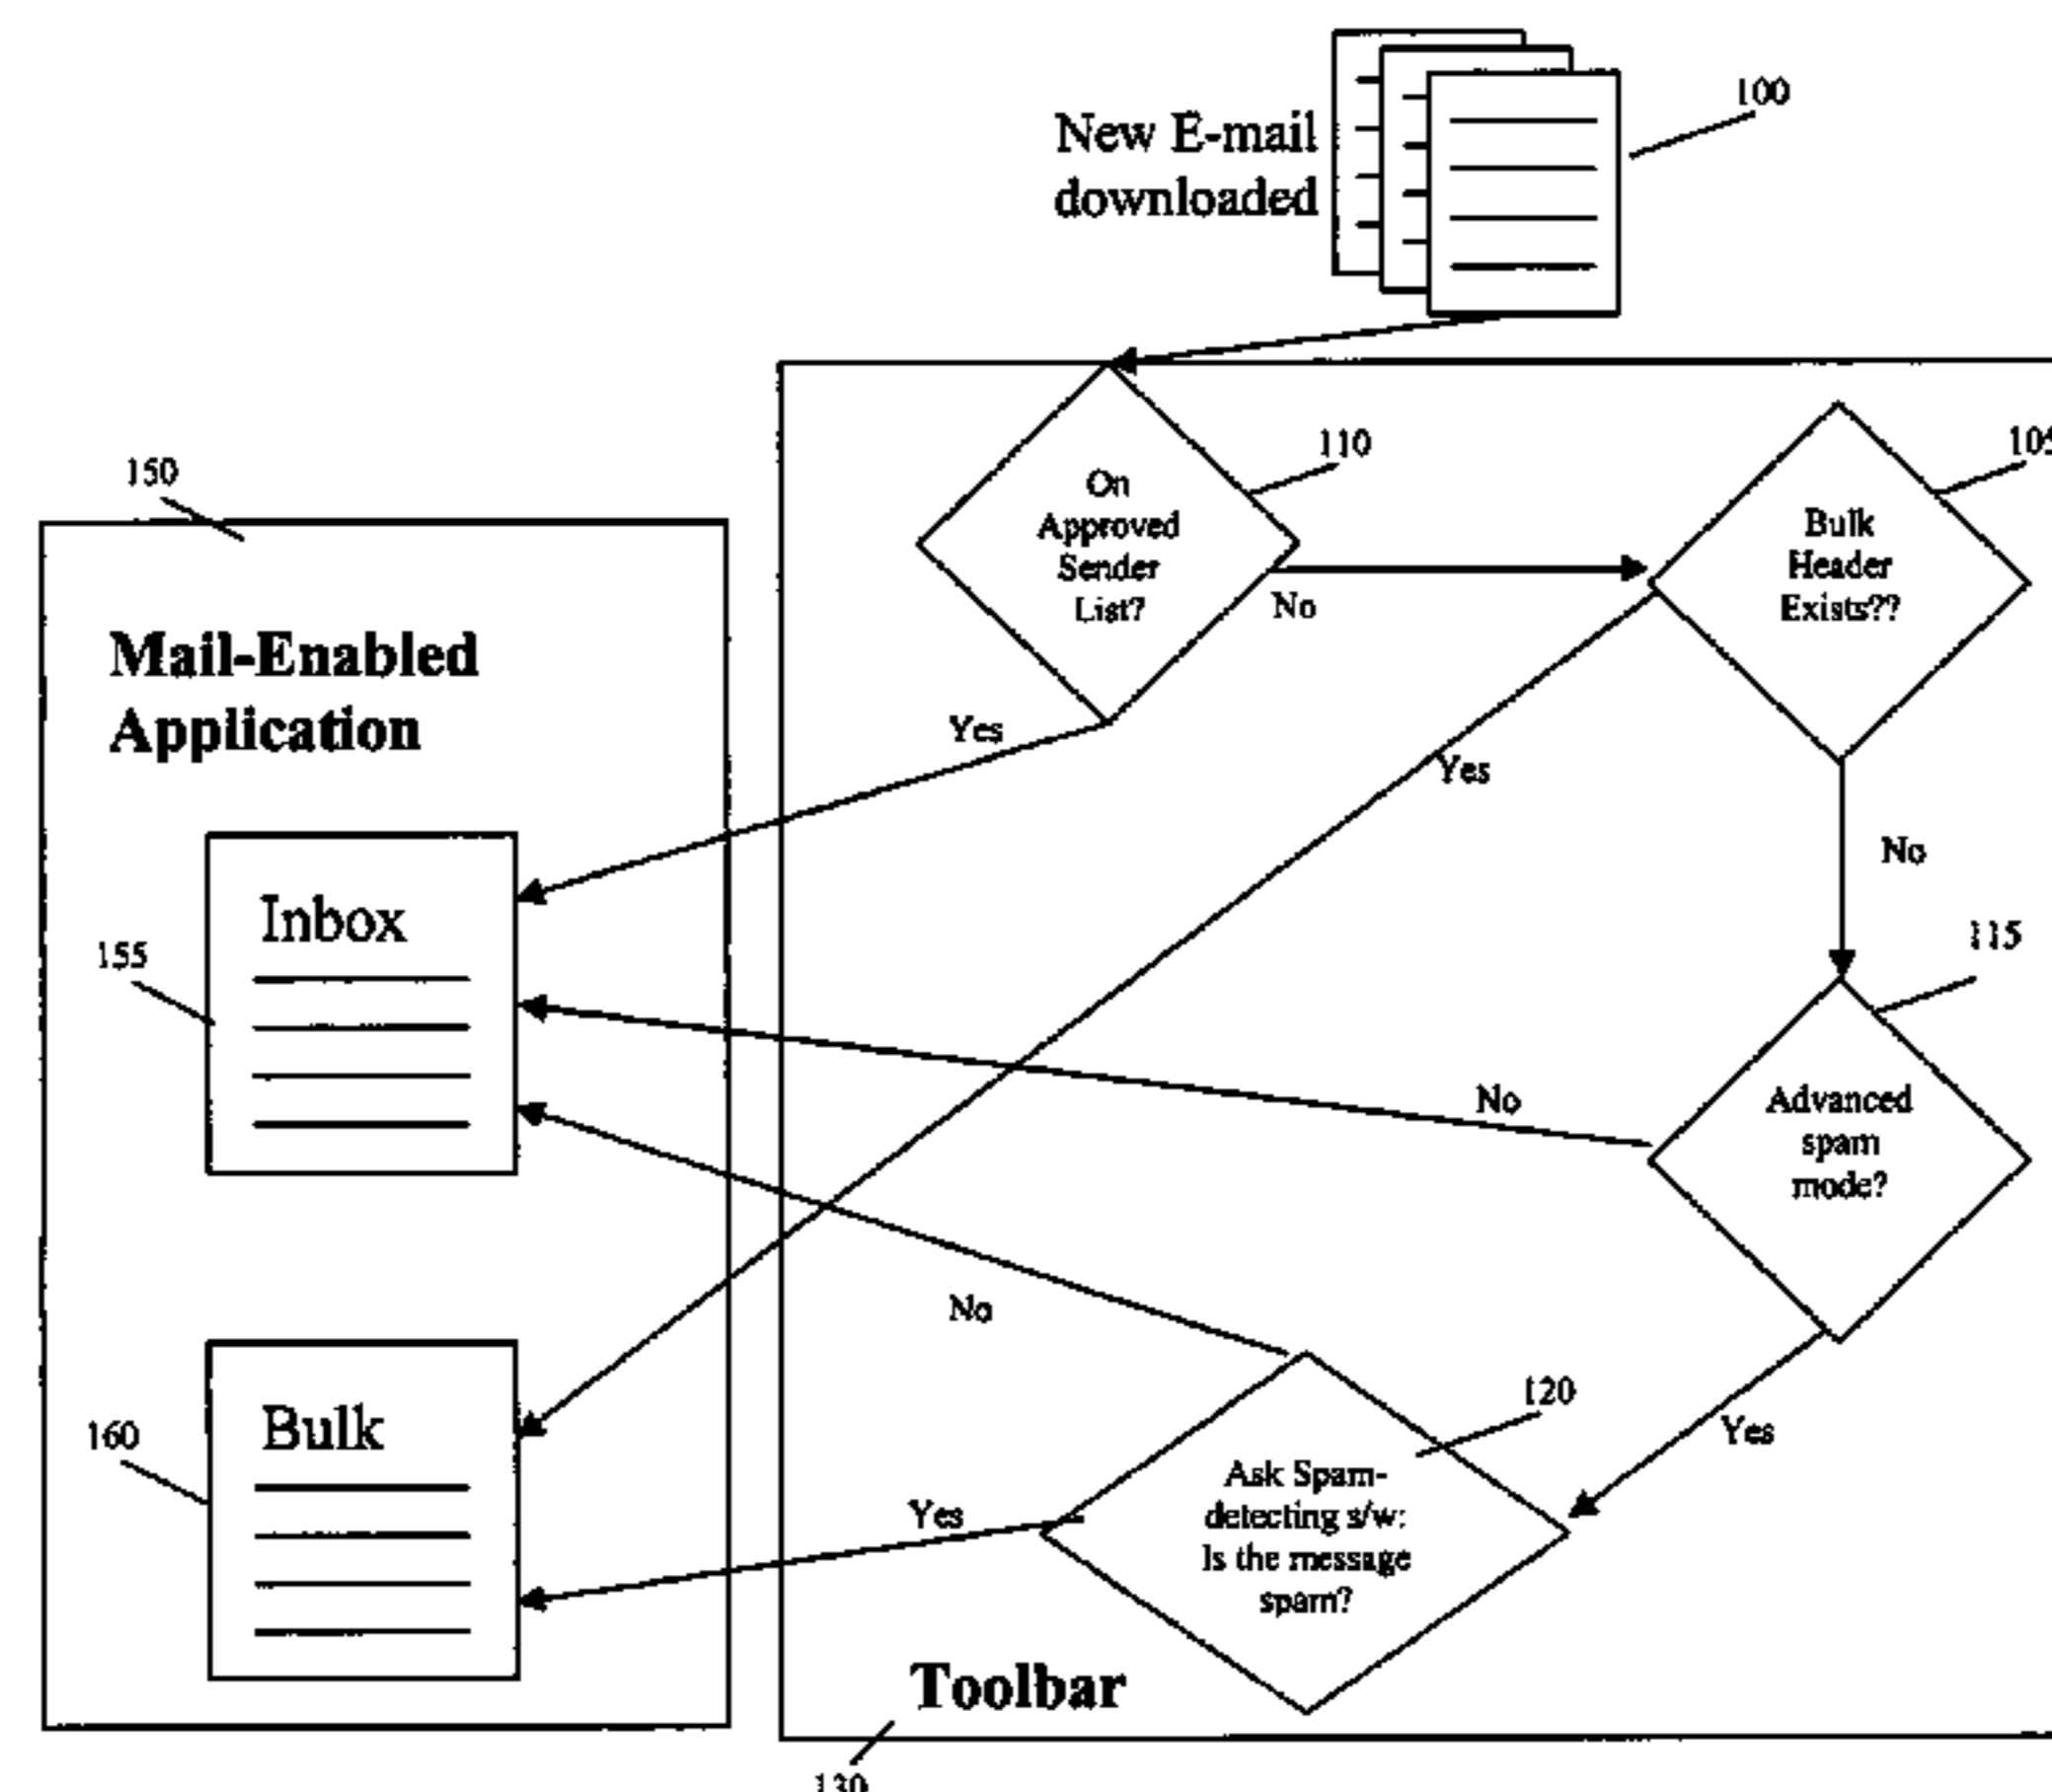 New E-mail
downloaded
100
110
On
Approved
Sender
List?
No
Yes
105
Bulk
Header
Exists??
Yes
No
150
Mail-Enabled
Application
Inbox
155
115
Advanced
spam
mode?
No
Yes
No
120
Ask Spam-
detecting s/w:
Is the message
spam?
Yes
Bulk
160
Toolbar
130